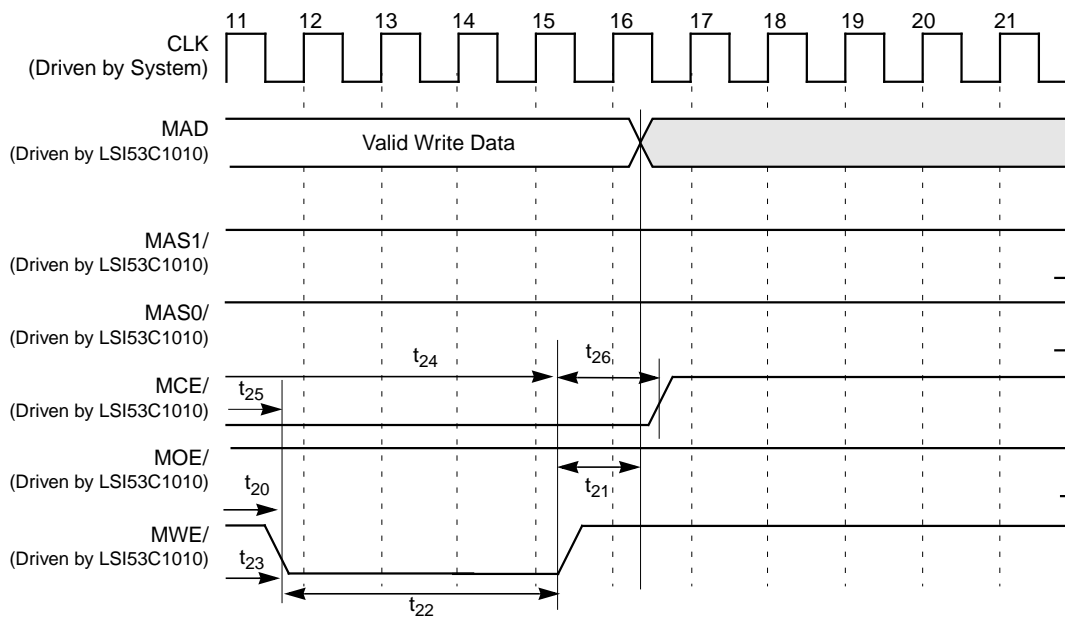 11 12 13 14 15 16 17 18 19 20 21
CLK
(Driven by System)
MAD
(Driven by LSI53C1010)
Valid Write Data
MAS1/
(Driven by LSI53C1010)
MAS0/
(Driven by LSI53C1010)
t24 t26
MCE/
t25
(Driven by LSI53C1010)
MOE/
(Driven by LSI53C1010)
t20 t21
MWE/
(Driven by LSI53C1010)
t23
t22